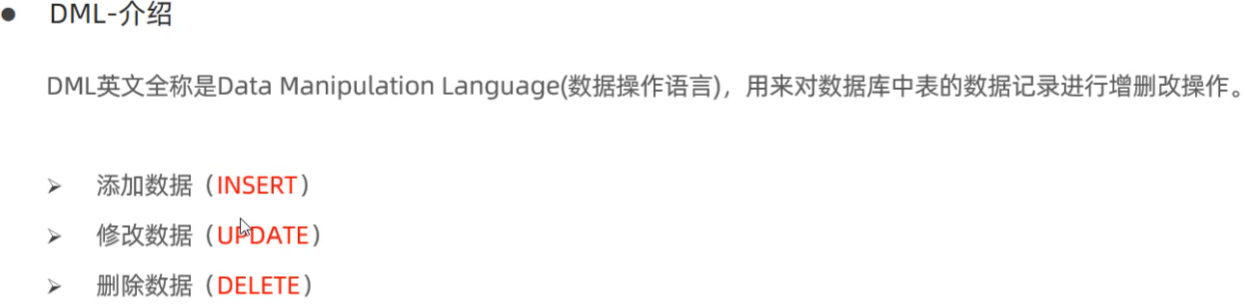 ● DML-介绍
DML英文全称是Data Manipulation Language(数据操作语言)，用来对数据库中表的数据记录进行增删改操作。
➢ 添加数据（INSERT）
➢ 修改数据（UPDATE）
➢ 删除数据（DELETE）